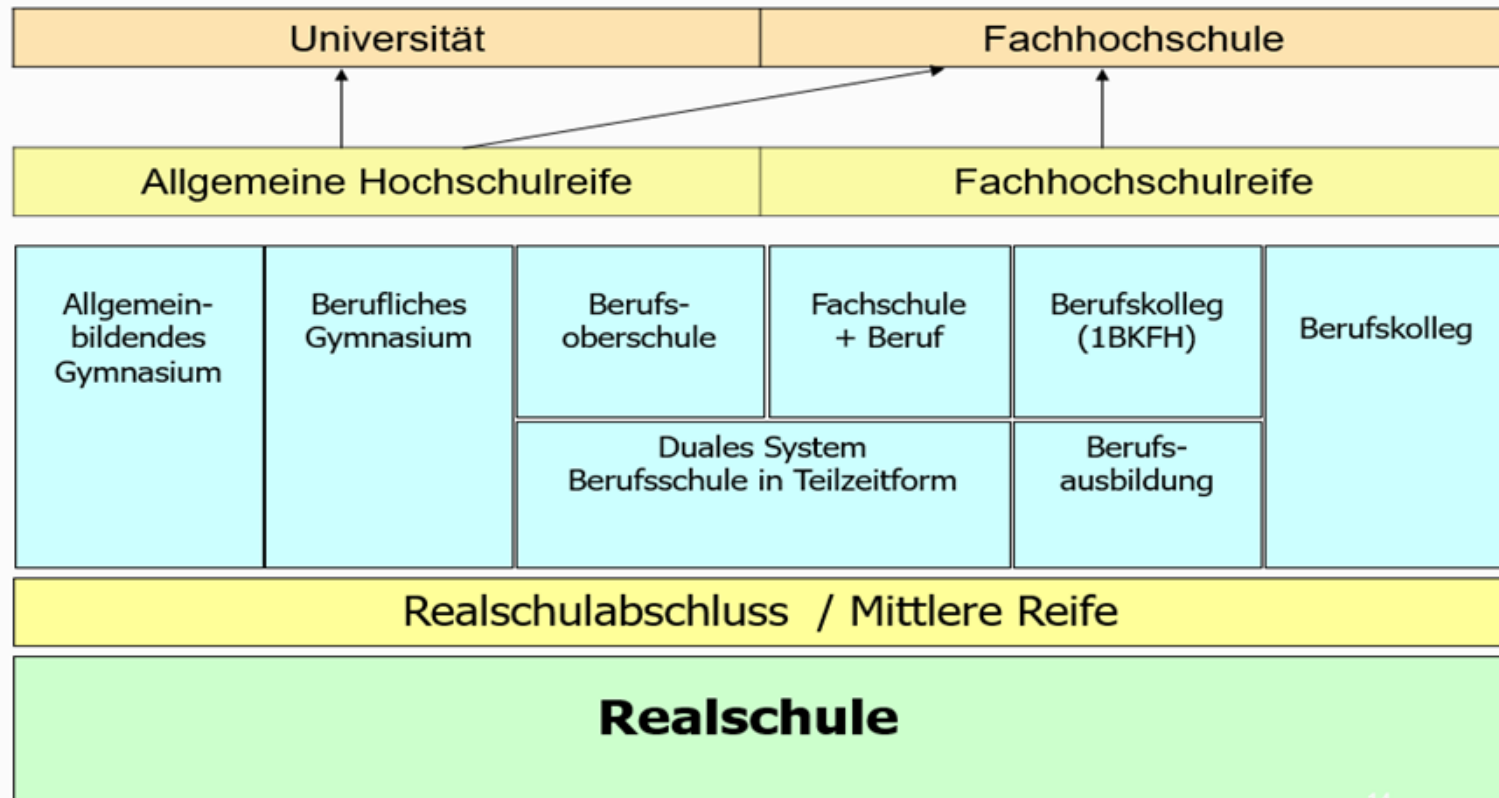 Universität
Fachhochschule
Allgemeine Hochschulreife
Fachhochschulreife
Allgemein-
bildendes
Gymnasium
Berufliches
Gymnasium
Berufs-
oberschule
Fachschule
+ Beruf
Berufskolleg
(1BKFH)
Berufskolleg
Duales System
Berufsschule in Teilzeitform
Berufs-
ausbildung
Realschulabschluss / Mittlere Reife
Realschule